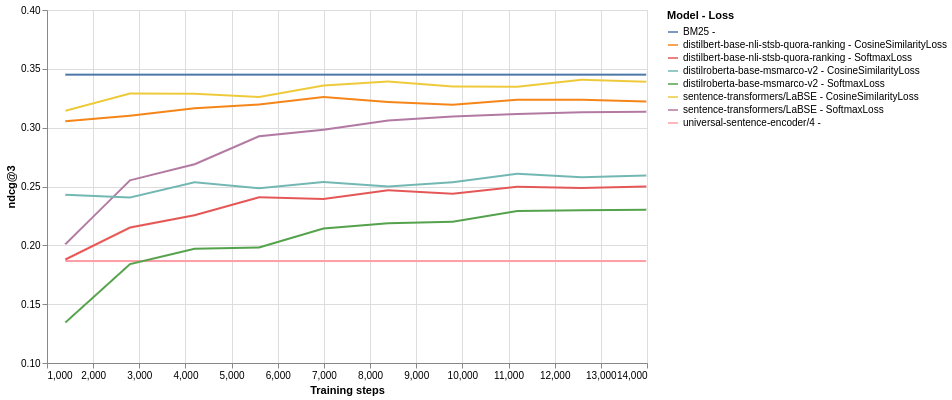 0.40
0.35
0.30
0.25
0.20
0.15
0.10
ndcg@3
1,000 2,000 3,000 4,000 5,000 6,000 7,000 8,000 9,000 10,000 11,000 12,000 13,000 14,000
Training steps
Model - Loss
BM25 -
distilbert-base-nli-stsb-quora-ranking - CosineSimilarityLoss
distilbert-base-nli-stsb-quora-ranking - SoftmaxLoss
distilroberta-base-msmarco-v2 - CosineSimilarityLoss
distilroberta-base-msmarco-v2 - SoftmaxLoss
sentence-transformers/LaBSE - CosineSimilarityLoss
sentence-transformers/LaBSE - SoftmaxLoss
universal-sentence-encoder/4 -